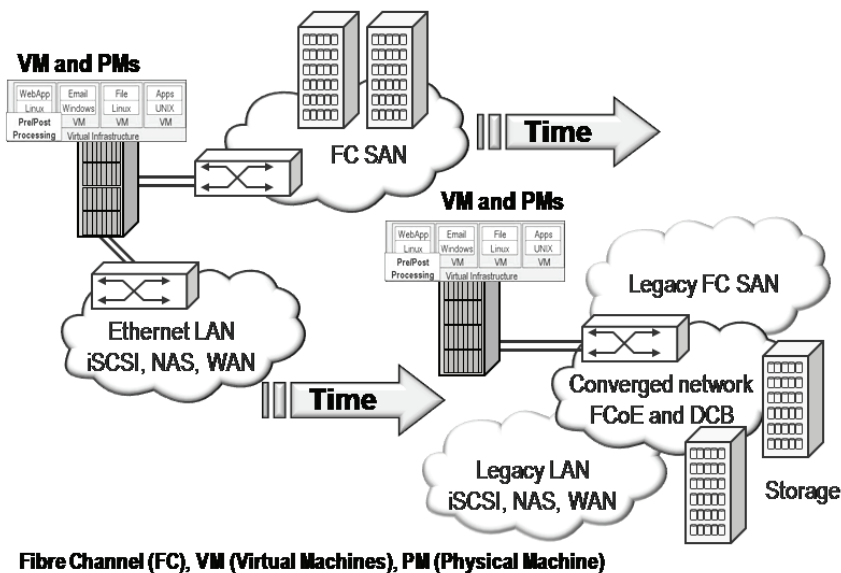 VM and PMs
WebApp Email File Apps
Linux Windows Linux UNIX
Pre/Post VM VM VM
Processing Virtual Infrastructure
FC SAN
Time
Ethernet LAN
iSCSI, NAS, WAN
Time
VM and PMs
WebApp Email File Apps
Linux Windows Linux UNIX
Pre/Post VM VM VM
Processing Virtual Infrastructure
Legacy FC SAN
Converged network
FCoE and DCB
Legacy LAN
iSCSI, NAS, WAN
Storage
Fibre Channel (FC), VM (Virtual Machines), PM (Physical Machine)